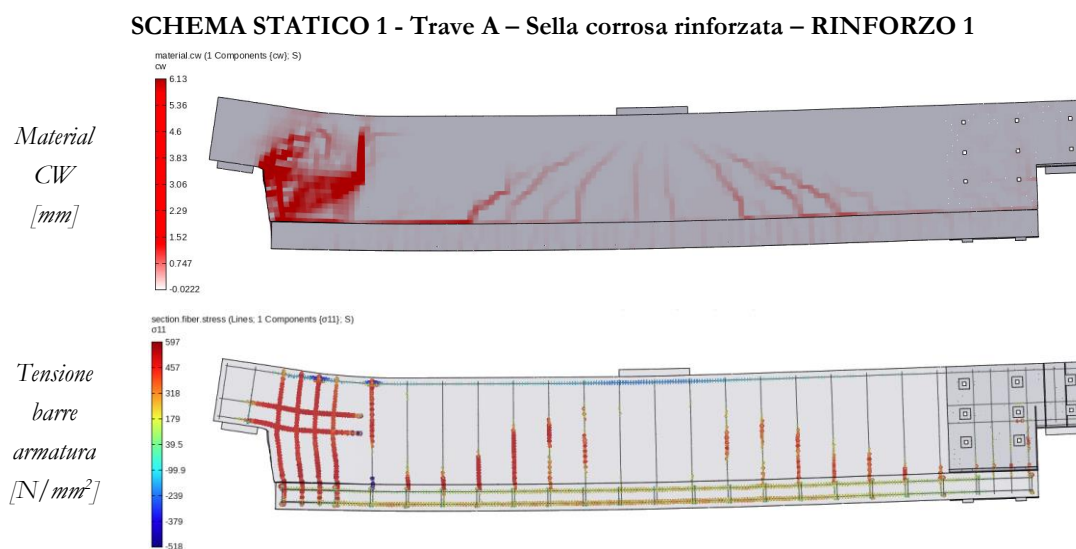 SCHEMA STATICO 1 - Trave A – Sella corrosa rinforzata – RINFORZO 1
material.cw (1 Components {cw}; S)
cw
6.13
5.36
4.6
3.83
3.06
2.29
1.52
0.747
-0.0222
Material
CW
[mm]
section.fiber.stress (Lines; 1 Components {σ11}; S)
σ11
597
457
318
179
39.5
-99.9
-239
-379
-518
Tensione
barre
armatura
[N/mm²]